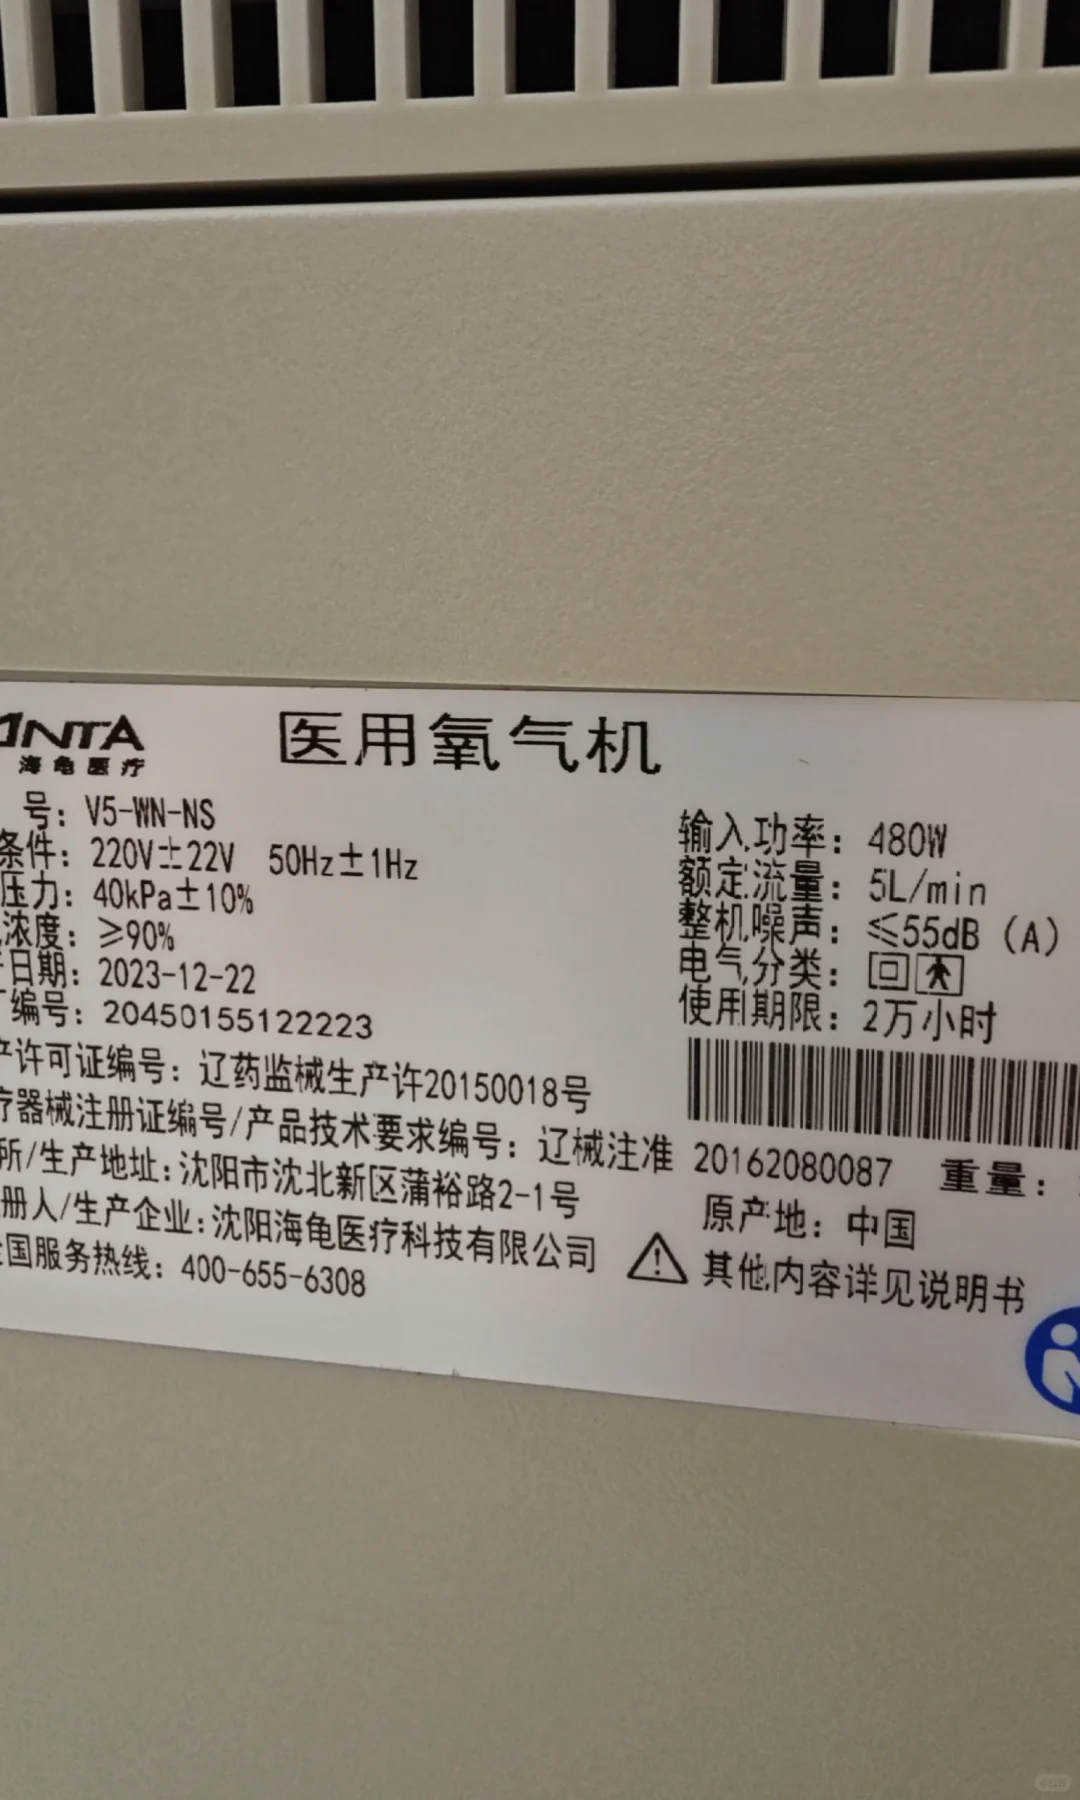 ANTA
海龟医疗
医用氧气机
号：V5-WN-NS
条件：220V±22V 50Hz±1Hz
压力：40kPa±10%
浓度：≥90%
日期：2023-12-22
编号：20450155122223
输入功率：480W
额定流量：5L/min
整机噪声：≤55dB（A）
电气分类：
使用期限：2万小时
产许可证编号：辽药监械生产许20150018号
疗器械注册证编号/产品技术要求编号：辽械注准 20162080087 重量：
所/生产地址：沈阳市沈北新区蒲裕路2-1号
原产地：中国
册人/生产企业：沈阳海龟医疗科技有限公司
其他内容详见说明书
全国服务热线：400-655-6308